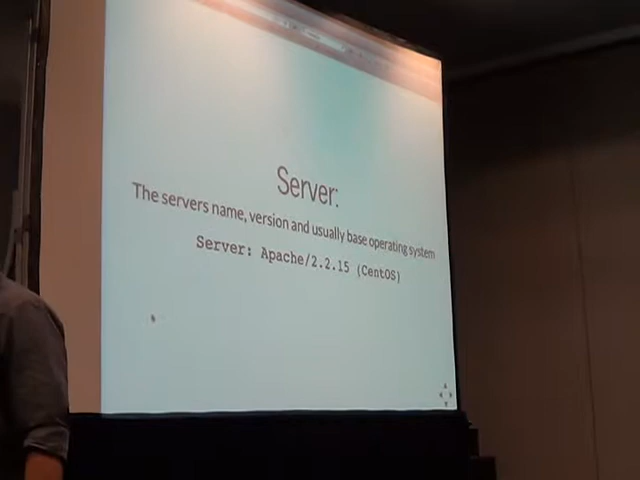 Server:
The servers name, version and usually base operating system
Server: Apache/2.2.15 (CentOS)